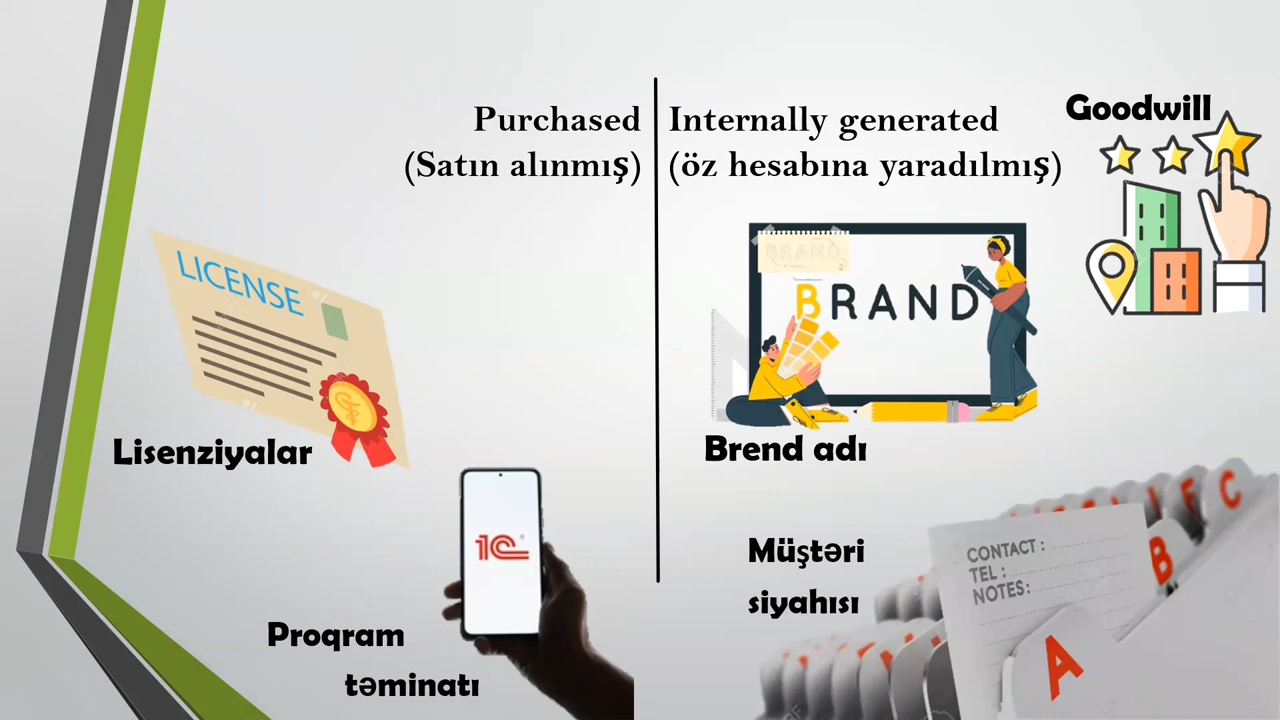 Purchased
(Satın alınmış)
Internally generated
(öz hesabına yaradılmış)
Goodwill
LICENSE
Lisenziyalar
BRAND
BRAND
Brend adı
1C
Proqram
təminatı
Müştəri
siyahısı
CONTACT :
TEL :
NOTES:
A
B
C
F